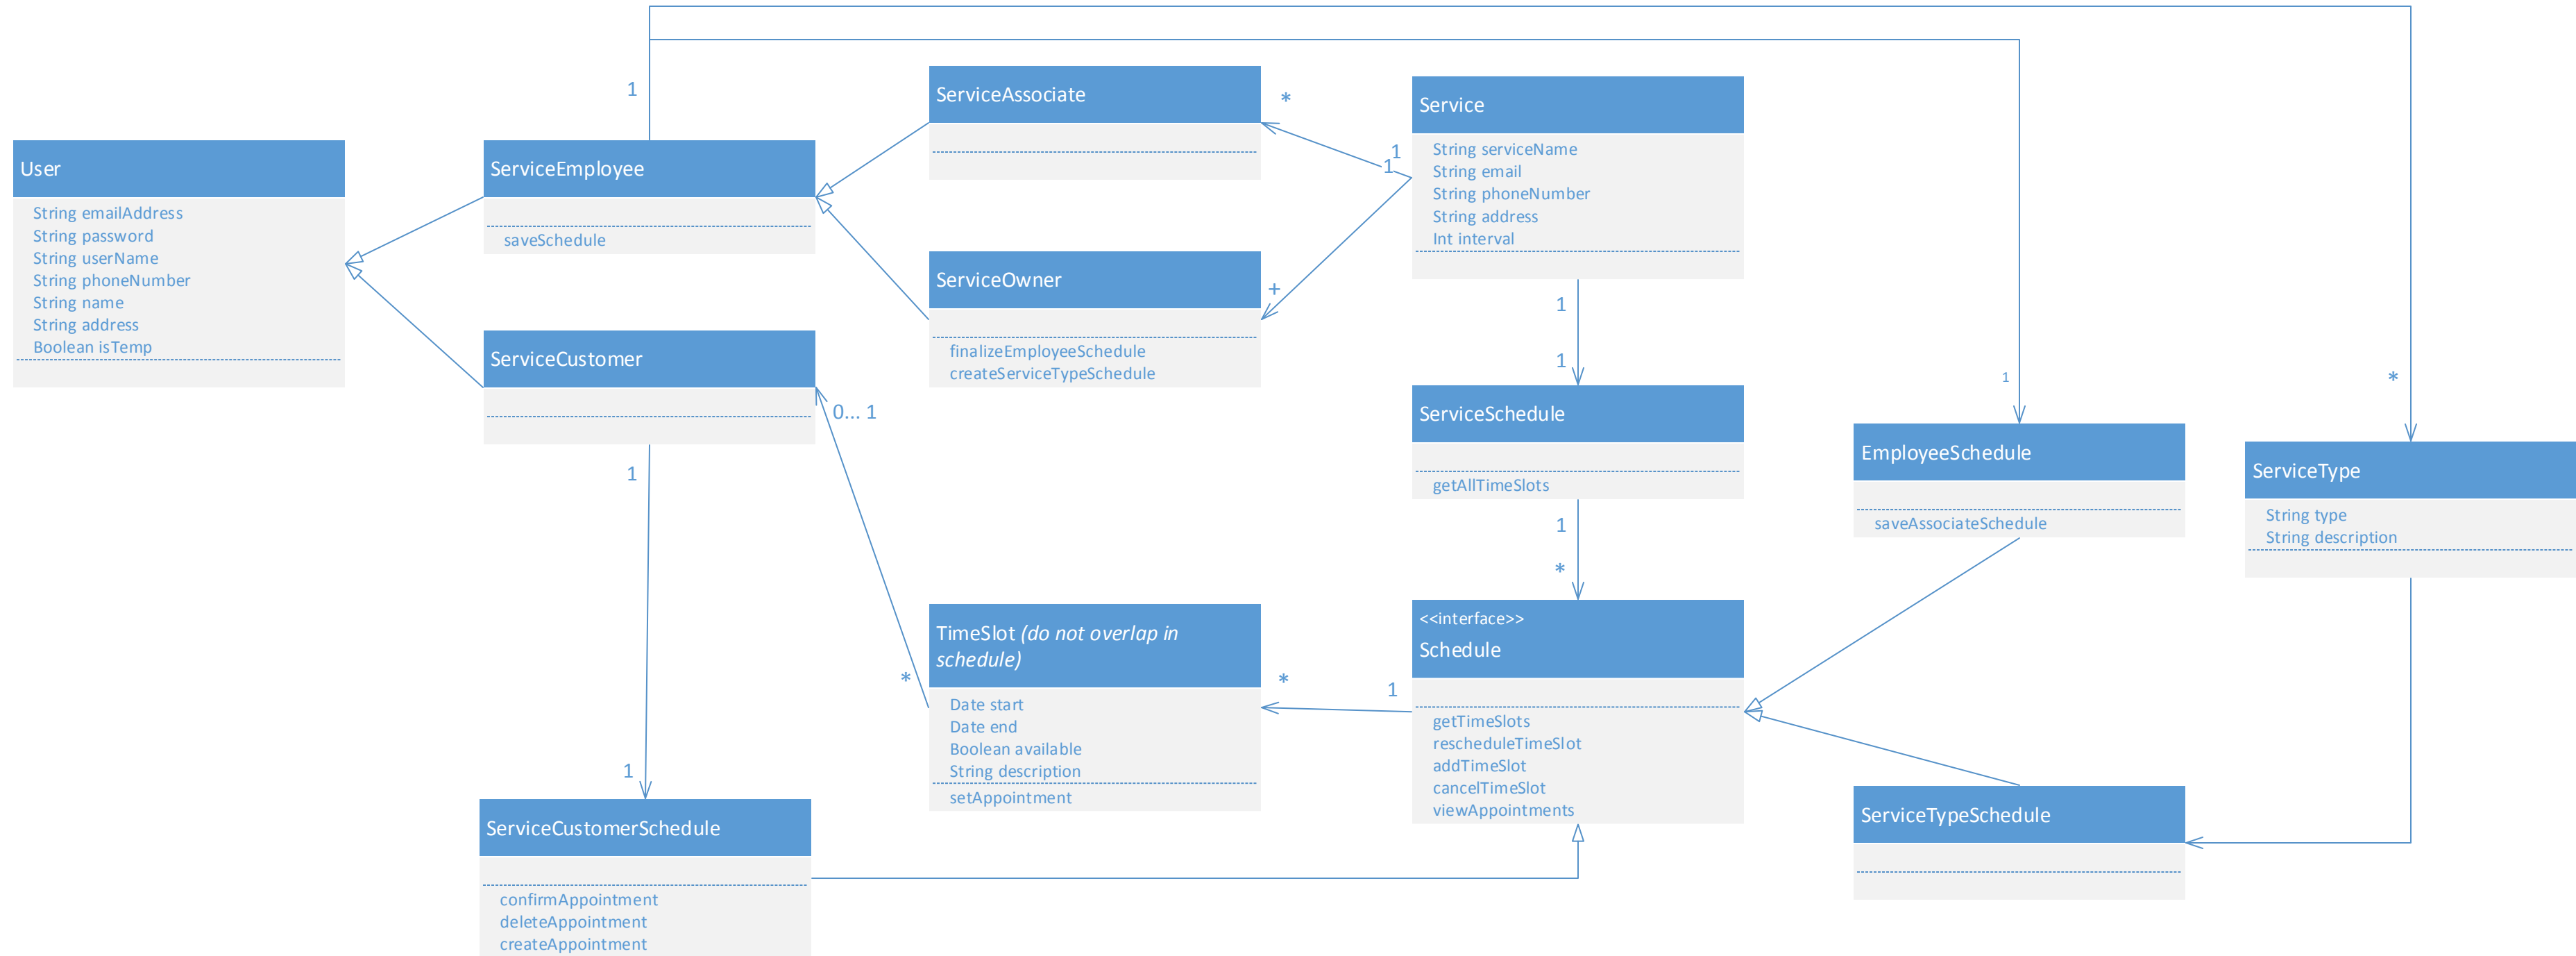 User
String emailAddress
String password
String userName
String phoneNumber
String name
String address
Boolean isTemp
1
ServiceEmployee
saveSchedule
ServiceCustomer
0... 1
1
1
ServiceCustomerSchedule
confirmAppointment
deleteAppointment
createAppointment
ServiceAssociate
*
ServiceOwner
finalizeEmployeeSchedule
createServiceTypeSchedule
+
1
1
Service
String serviceName
String email
String phoneNumber
String address
Int interval
1
1
ServiceSchedule
getAllTimeSlots
1
*
TimeSlot (do not overlap in
schedule)
Date start
Date end
Boolean available
String description
setAppointment
*
*
1
<<interface>>
Schedule
getTimeSlots
rescheduleTimeSlot
addTimeSlot
cancelTimeSlot
viewAppointments
1
EmployeeSchedule
saveAssociateSchedule
*
ServiceType
String type
String description
ServiceTypeSchedule